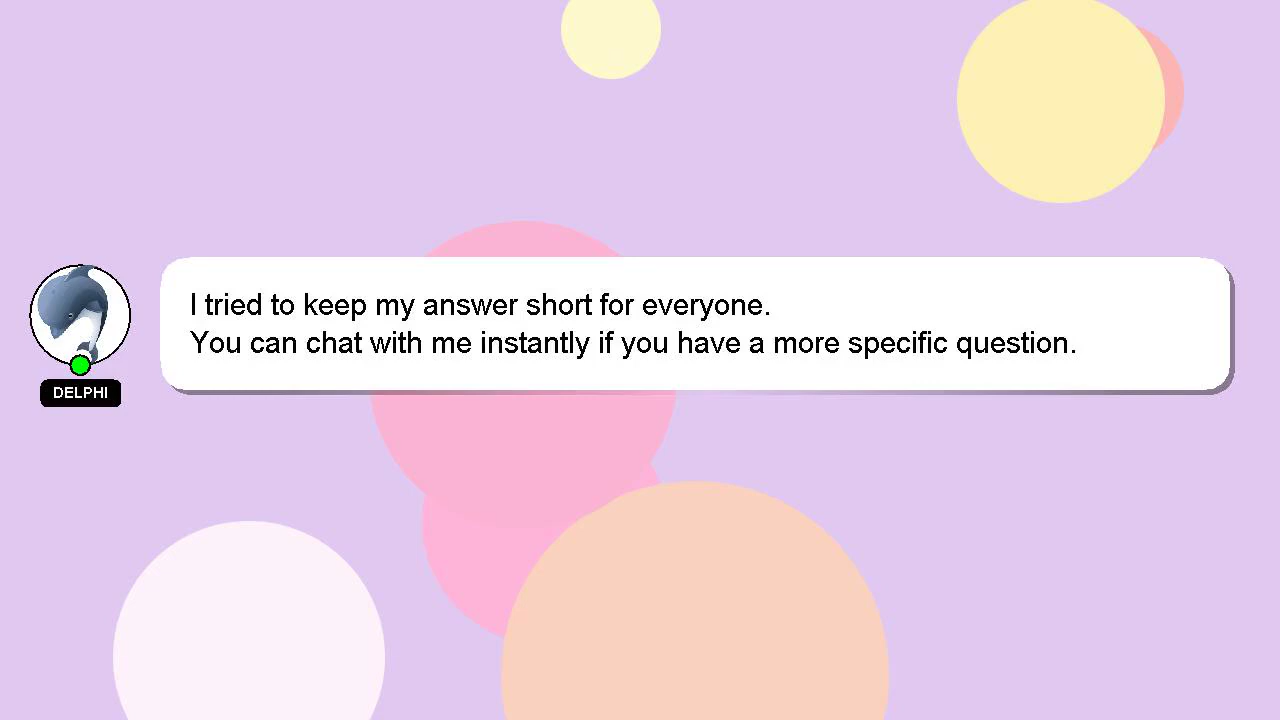 I tried to keep my answer short for everyone.
You can chat with me instantly if you have a more specific question.
DELPHI